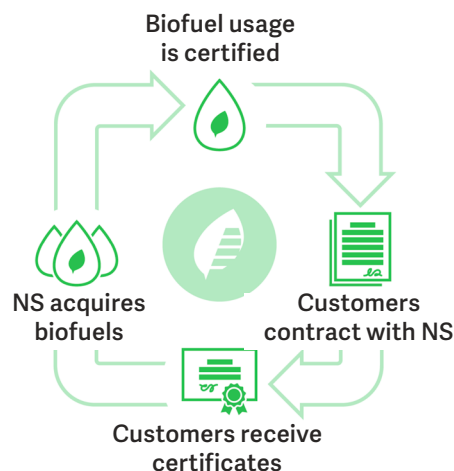 Biofuel usage
is certified
NS acquires
biofuels
Customers
contract with NS
Customers receive
certificates